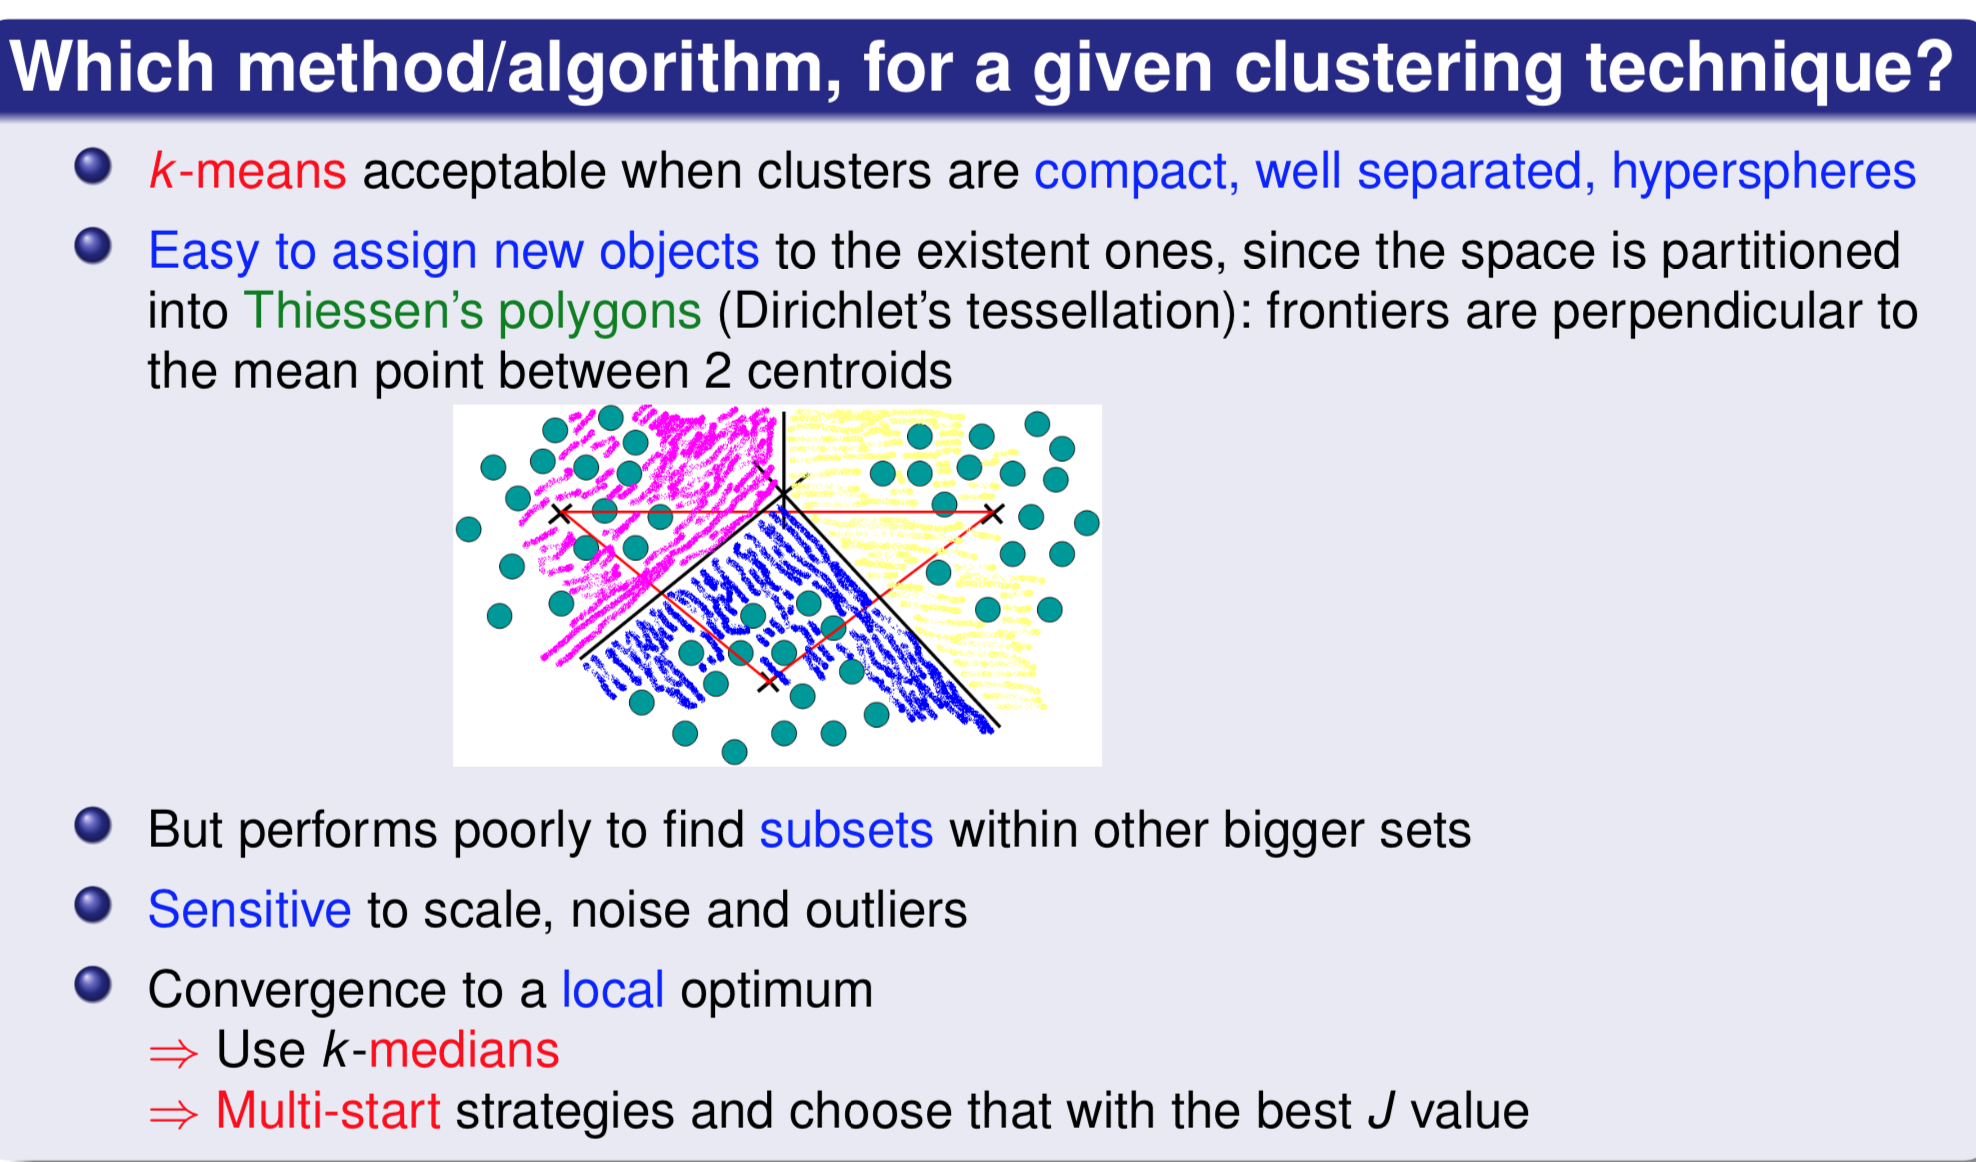 Which method/algorithm, for a given clustering technique?
k-means acceptable when clusters are compact, well separated, hyperspheres
Easy to assign new objects to the existent ones, since the space is partitioned
into Thiessen's polygons (Dirichlet's tessellation): frontiers are perpendicular to
the mean point between 2 centroids
But performs poorly to find subsets within other bigger sets
Sensitive to scale, noise and outliers
Convergence to a local optimum
⇒ Use k-medians
⇒ Multi-start strategies and choose that with the best J value